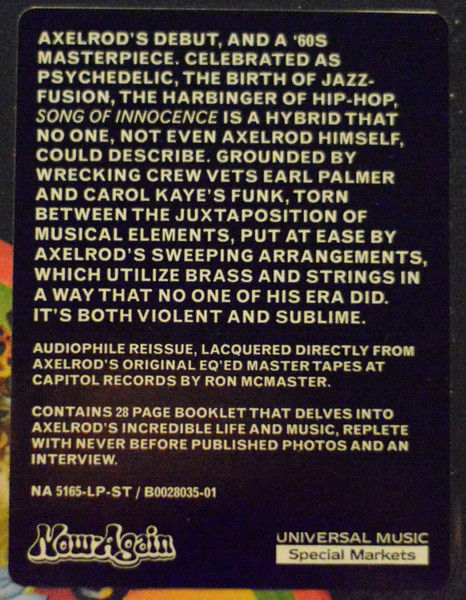 AXELROD'S DEBUT, AND A '60S
MASTERPIECE. CELEBRATED AS
PSYCHEDELIC, THE BIRTH OF JAZZ-
FUSION, THE HARBINGER OF HIP-HOP,
SONG OF INNOCENCE IS A HYBRID THAT
NO ONE, NOT EVEN AXELROD HIMSELF,
COULD DESCRIBE. GROUNDED BY
WRECKING CREW VETS EARL PALMER
AND CAROL KAYE'S FUNK, TORN
BETWEEN THE JUXTAPOSITION OF
MUSICAL ELEMENTS, PUT AT EASE BY
AXELROD'S SWEEPING ARRANGEMENTS,
WHICH UTILIZE BRASS AND STRINGS IN
A WAY THAT NO ONE OF HIS ERA DID.
IT'S BOTH VIOLENT AND SUBLIME.
AUDIOPHILE REISSUE, LACQUERED DIRECTLY FROM
AXELROD'S ORIGINAL EQ'ED MASTER TAPES AT
CAPITOL RECORDS BY RON MCMASTER.
CONTAINS 28 PAGE BOOKLET THAT DELVES INTO
AXELROD'S INCREDIBLE LIFE AND MUSIC, REPLETE
WITH NEVER BEFORE PUBLISHED PHOTOS AND AN
INTERVIEW.
NA 5165-LP-ST / B0028035-01
Now-Again
UNIVERSAL MUSIC
Special Markets